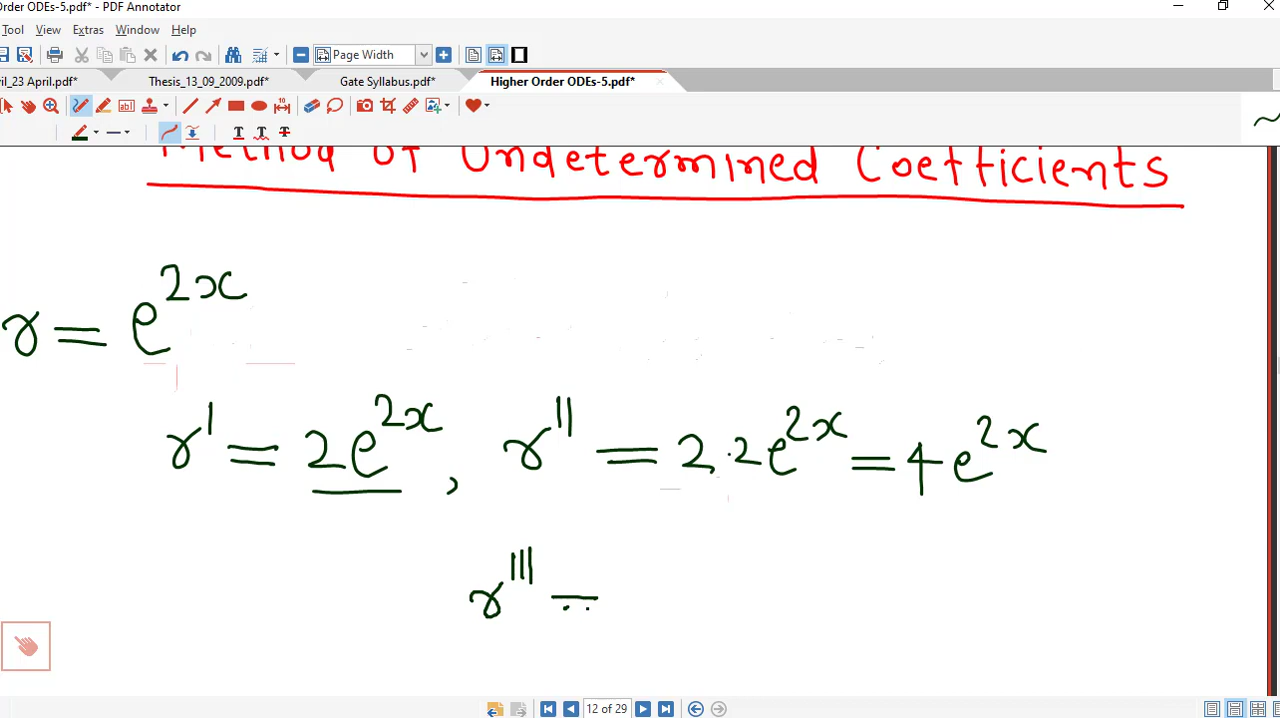 Order ODEs-5.pdf* - PDF Annotator
Tool View Extras Window Help
Page Width
vil_23 April.pdf* Thesis_13_09_2009.pdf* Gate Syllabus.pdf* Higher Order ODEs-5.pdf*
Method of Undetermined Coefficients
r = e^{2x}
r' = 2e^{2x}, r'' = 2.2e^{2x} = 4e^{2x}
r''' =
12 of 29